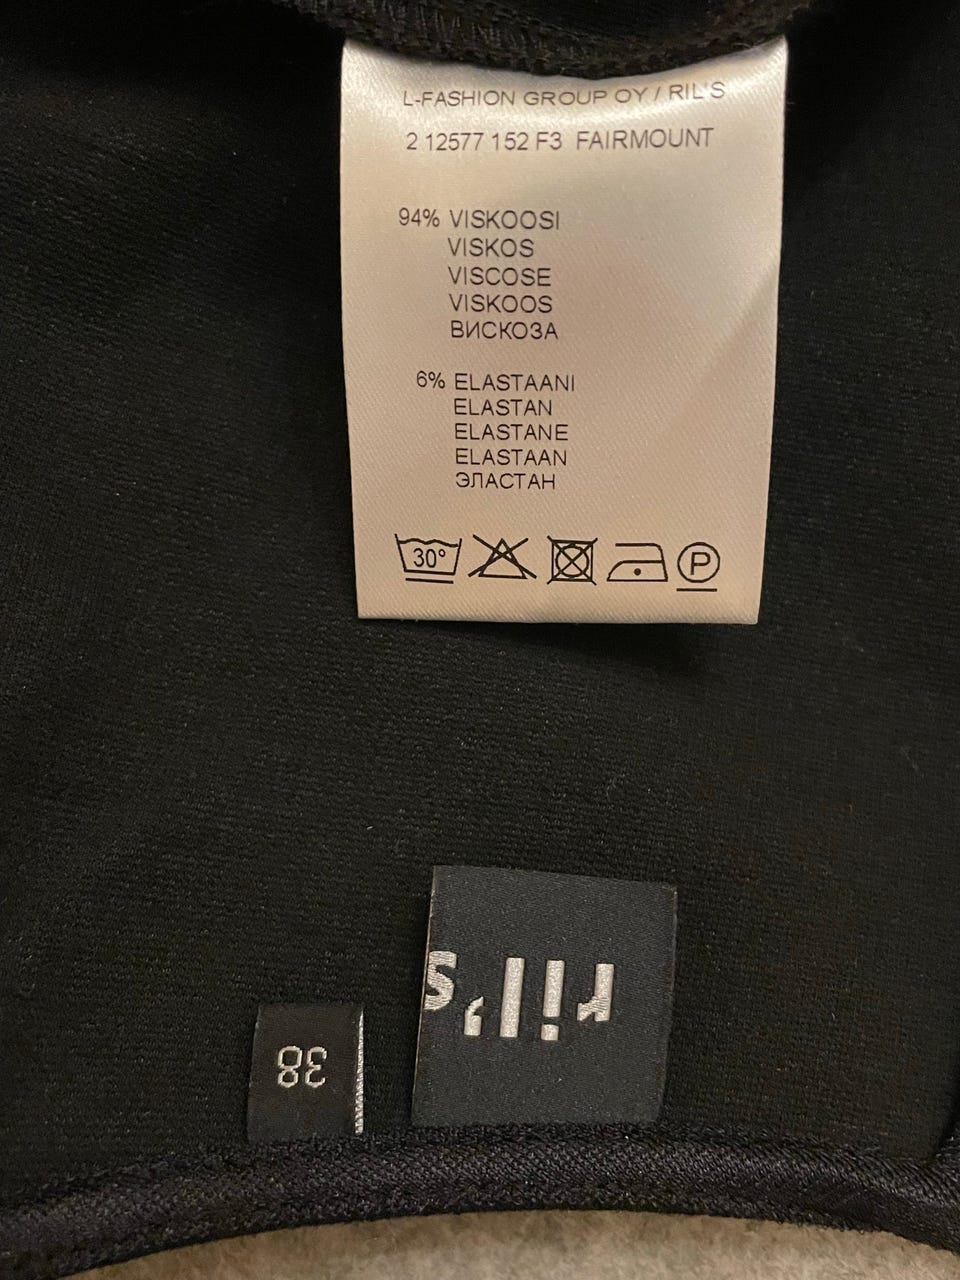 L-FASHION GROUP OY / RIL'S
2 12577 152 F3 FAIRMOUNT
94% VISKOOSI
VISKOS
VISCOSE
VISKOOS
ВИСКОЗА
6% ELASTAANI
ELASTAN
ELASTANE
ELASTAAN
ЭЛАСТАН
30°
P
ril's
38